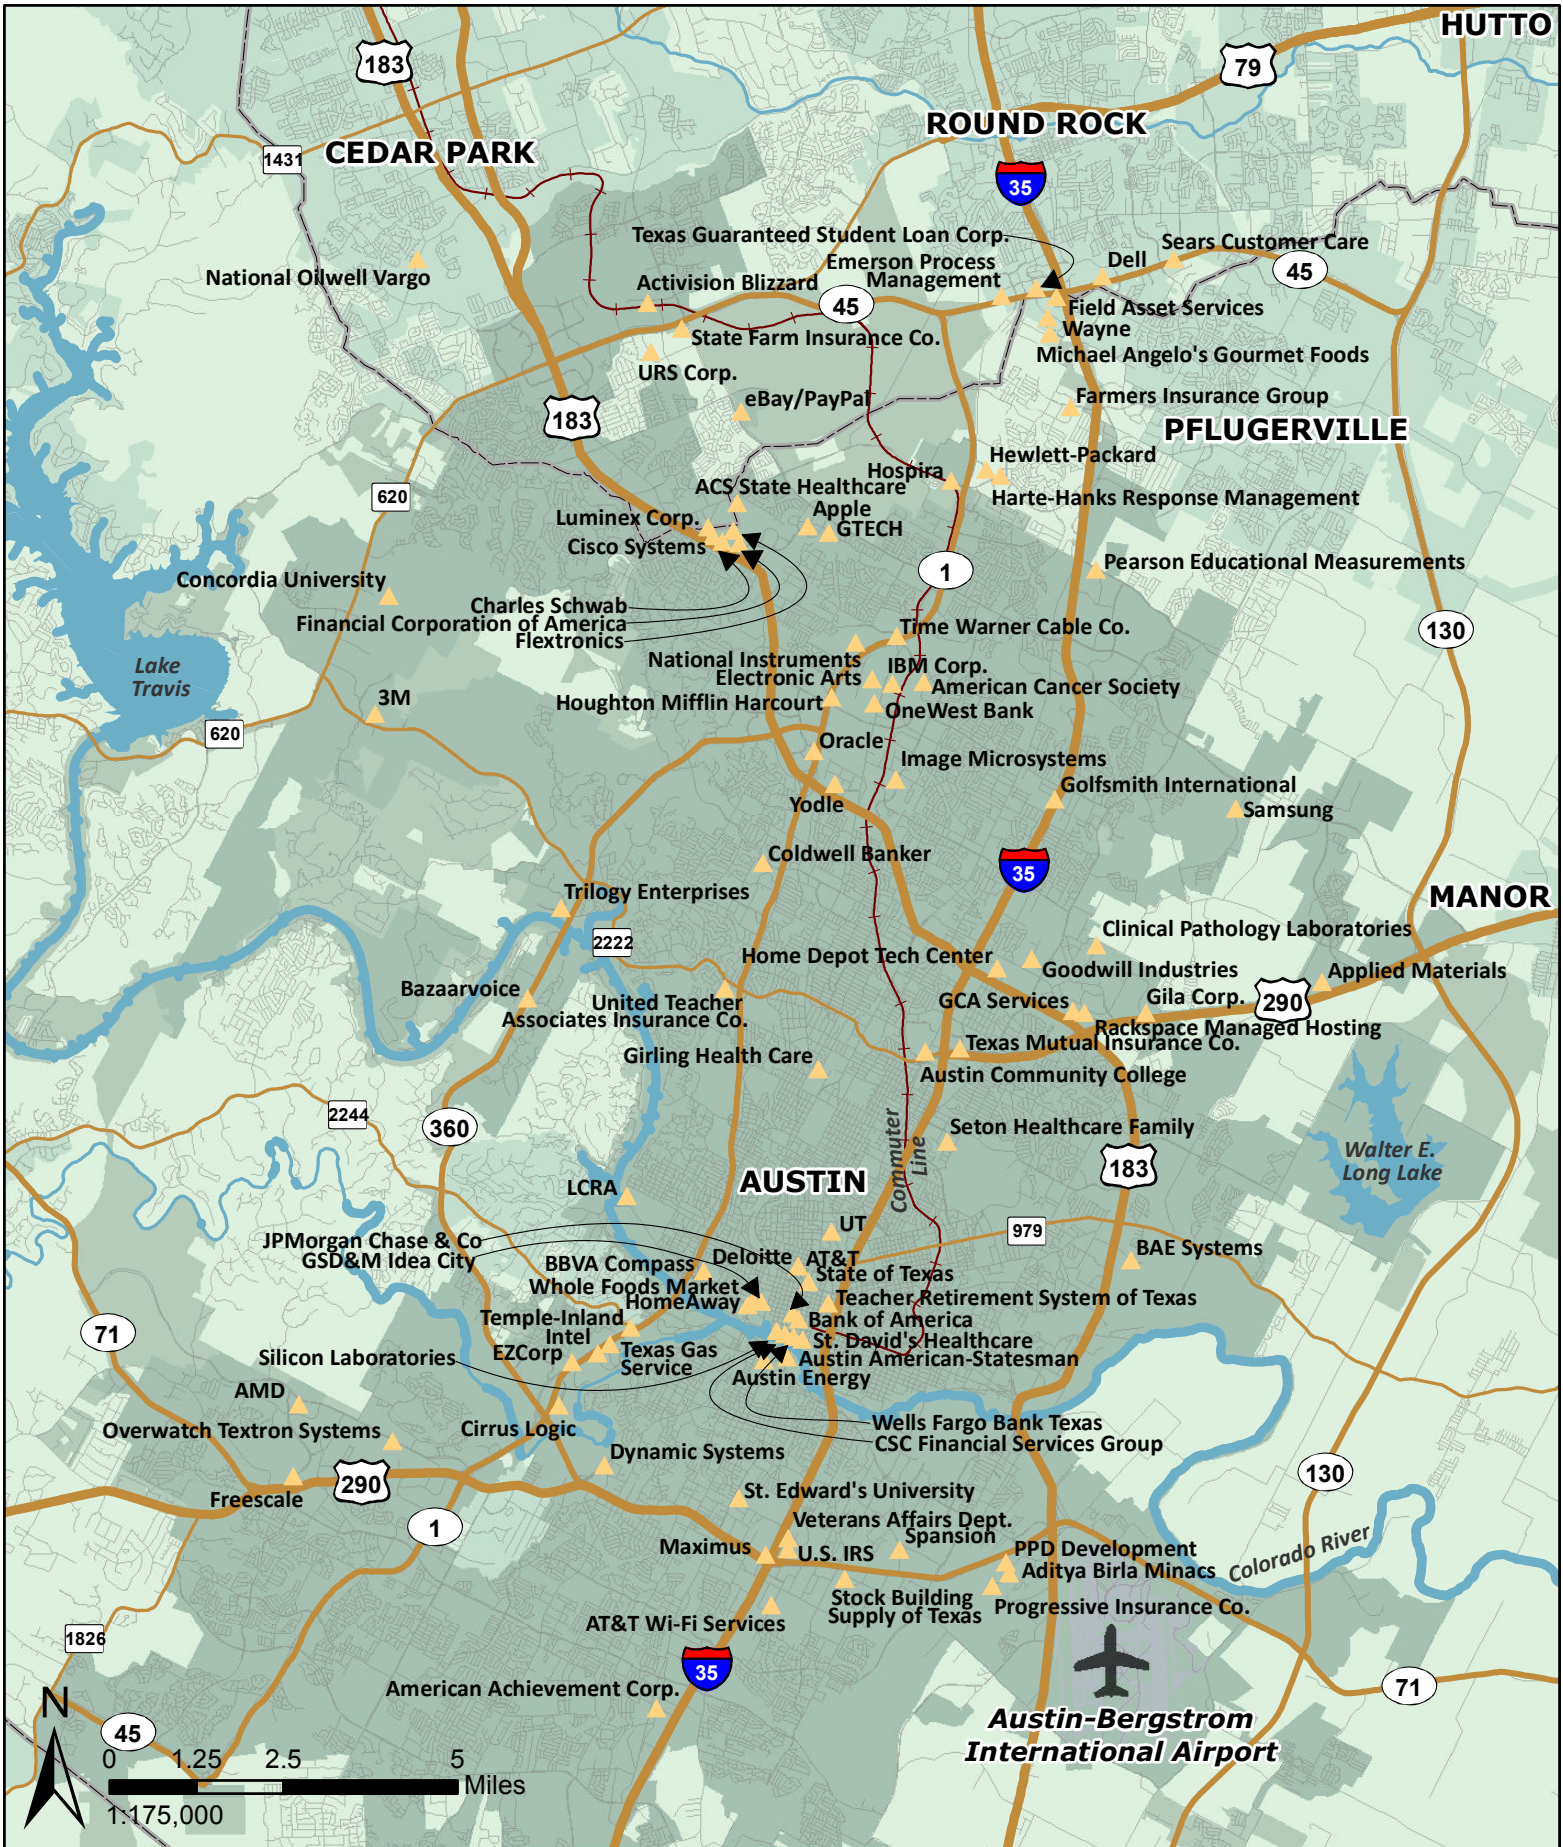 HUTTO
183
79
ROUND ROCK
1431
CEDAR PARK
35
Texas Guaranteed Student Loan Corp.
Sears Customer Care
Emerson Process
Management
Dell
45
National Oilwell Vargo
Activision Blizzard
45
Field Asset Services
Wayne
State Farm Insurance Co.
Michael Angelo's Gourmet Foods
URS Corp.
eBay/PayPal
Farmers Insurance Group
183
PFLUGERVILLE
Hewlett-Packard
Hospira
620
ACS State Healthcare
Harte-Hanks Response Management
Apple
Luminex Corp.
GTECH
Cisco Systems
Pearson Educational Measurements
1
Concordia University
Charles Schwab
Financial Corporation of America
Flextronics
Time Warner Cable Co.
130
National Instruments
IBM Corp.
Lake
Travis
Electronic Arts
American Cancer Society
3M
Houghton Mifflin Harcourt
OneWest Bank
620
Oracle
Image Microsystems
Golfsmith International
Yodle
Samsung
Coldwell Banker
35
Trilogy Enterprises
MANOR
Clinical Pathology Laboratories
2222
Home Depot Tech Center
Goodwill Industries
Applied Materials
Bazaarvoice
United Teacher
Associates Insurance Co.
GCA Services
Gila Corp.
290
Rackspace Managed Hosting
Texas Mutual Insurance Co.
Girling Health Care
Austin Community College
2244
360
Seton Healthcare Family
Commuter
Line
Walter E.
Long Lake
183
LCRA
AUSTIN
UT
979
JPMorgan Chase & Co
GSD&M Idea City
BAE Systems
Deloitte
AT&T
BBVA Compass
State of Texas
Whole Foods Market
HomeAway
Teacher Retirement System of Texas
Temple-Inland
Bank of America
71
Intel
St. David's Healthcare
EZCorp
Texas Gas
Service
Silicon Laboratories
Austin American-Statesman
Austin Energy
AMD
Overwatch Textron Systems
Cirrus Logic
Wells Fargo Bank Texas
CSC Financial Services Group
Dynamic Systems
290
130
Freescale
St. Edward's University
1
Veterans Affairs Dept.
Spansion
Maximus
U.S. IRS
PPD Development
Colorado River
Aditya Birla Minacs
Stock Building
Supply of Texas
Progressive Insurance Co.
AT&T Wi-Fi Services
1826
35
American Achievement Corp.
71
N
Austin-Bergstrom
International Airport
45
0 1.25 2.5 5
Miles
1:175,000